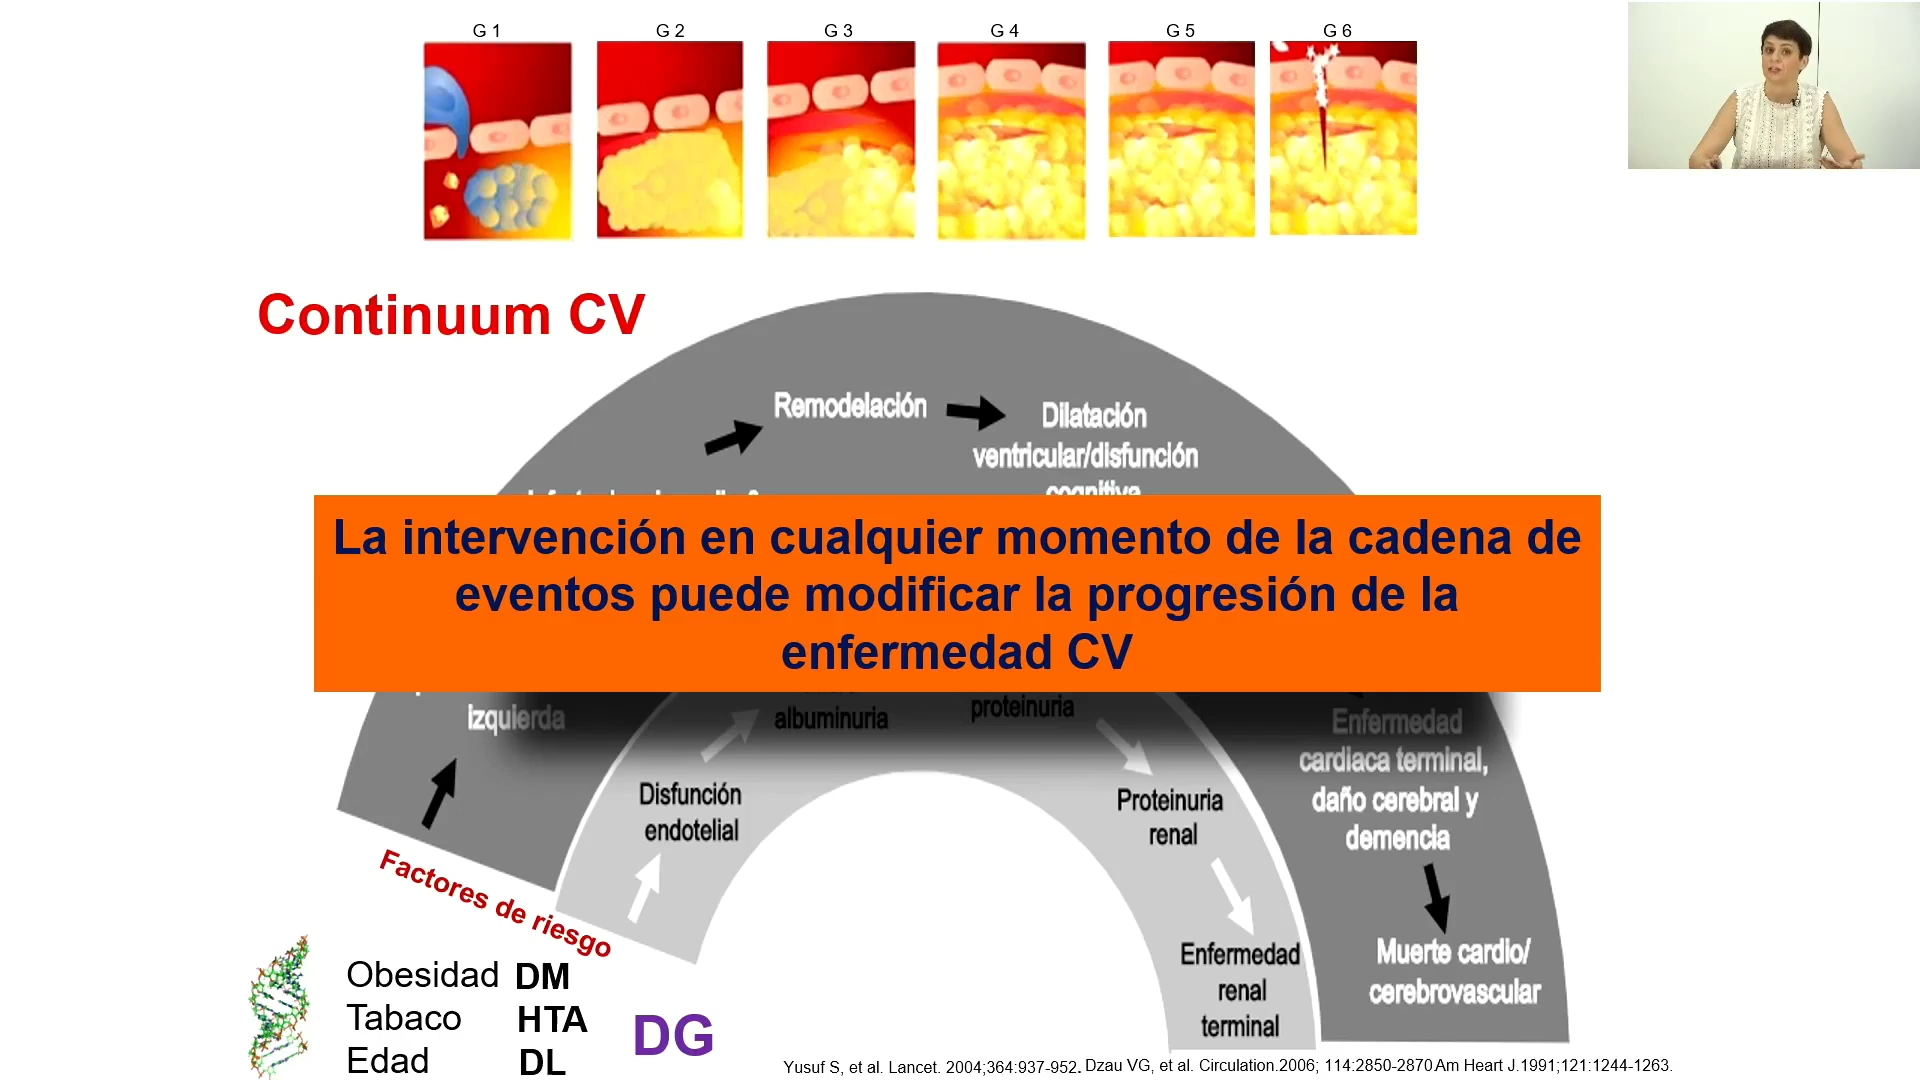 G 1
G 2
G 3
G 4
G 5
G 6
Continuum CV
Remodelación
Dilatación
ventricular/disfunción
cognitiva
La intervención en cualquier momento de la cadena de
eventos puede modificar la progresión de la
enfermedad CV
izquierda
albuminuria
proteinuria
Disfunción
endotelial
Proteinuria
renal
Enfermedad
renal
terminal
Enfermedad
cardiaca terminal,
daño cerebral y
demencia
Muerte cardio/
cerebrovascular
Factores de riesgo
Obesidad DM
Tabaco HTA
Edad DL
DG
Yusuf S, et al. Lancet. 2004;364:937-952. Dzau VG, et al. Circulation.2006; 114:2850-2870 Am Heart J.1991;121:1244-1263.